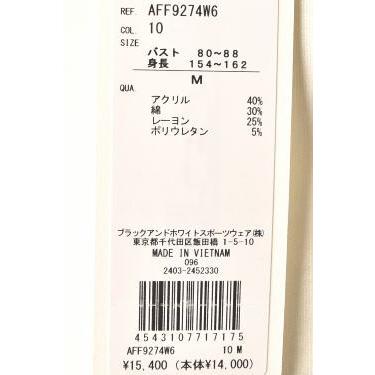 REF. AFF9274W6
COL. 10
SIZE
バスト 80~88
身長 154~162
M
QUA
アクリル 40%
綿 30%
レーヨン 25%
ポリウレタン 5%
ブラックアンドホワイトスポーツウェア(株)
東京都千代田区飯田橋 1-5-10
MADE IN VIETNAM
096
2403-2452330
4543107717175
AFF9274W6 10 M
¥15,400 (本体¥14,000)